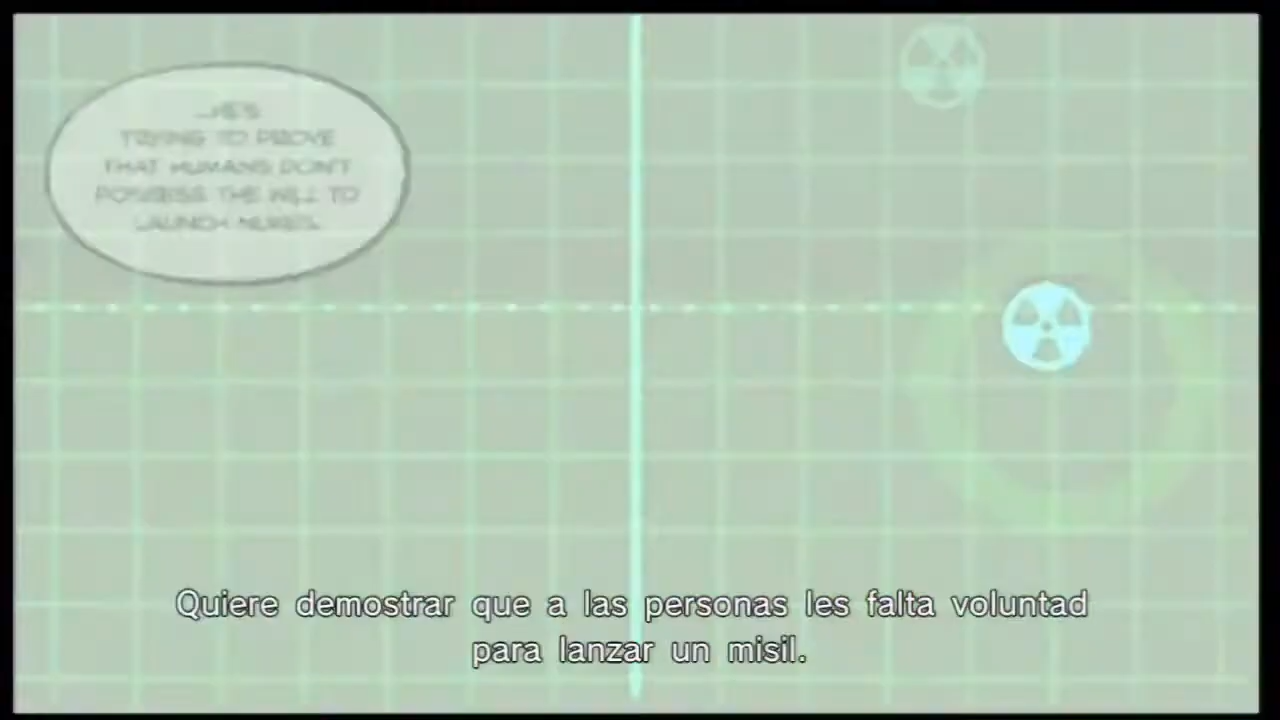 ...HE'S
TRYING TO PROVE
THAT HUMANS DON'T
POSSESS THE WILL TO
LAUNCH NUKES.
Quiere demostrar que a las personas les falta voluntad
para lanzar un misil.